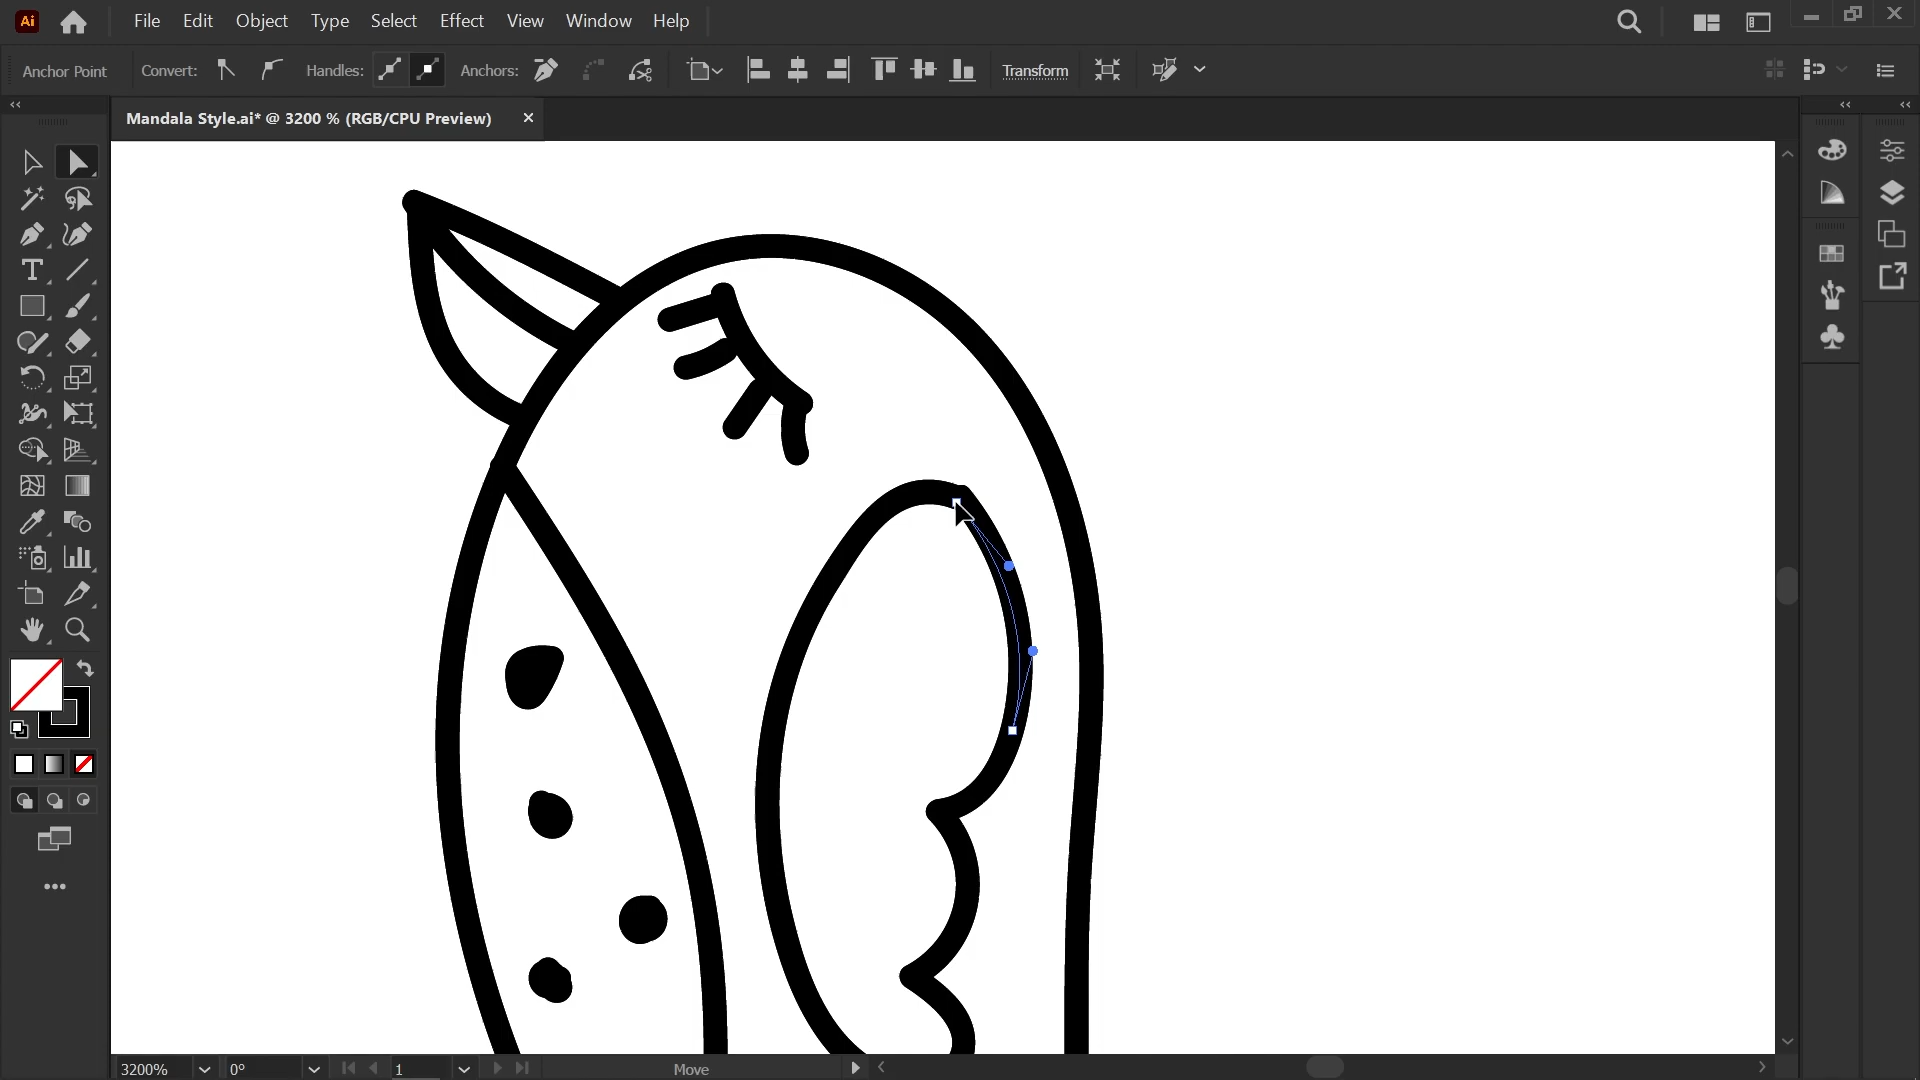 Ai File Edit Object Type Select Effect View Window Help
Anchor Point Convert: Handles: Anchors: Transform
Mandala Style.ai* @ 3200 % (RGB/CPU Preview)
3200% 0° 1 Move